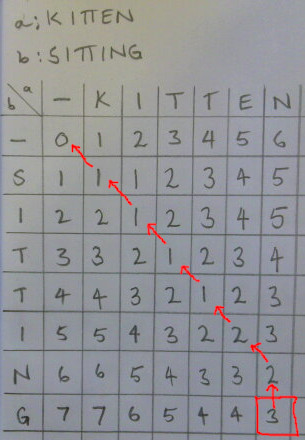 a: KITTEN
b: SITTING
b a – K I T T E N
– 0 1 2 3 4 5 6
S 1 1 1 2 3 4 5
I 2 2 1 2 3 4 5
T 3 3 2 1 2 3 4
T 4 4 3 2 1 2 3
I 5 5 4 3 2 2 3
N 6 6 5 4 3 3 2
G 7 7 6 5 4 4 3